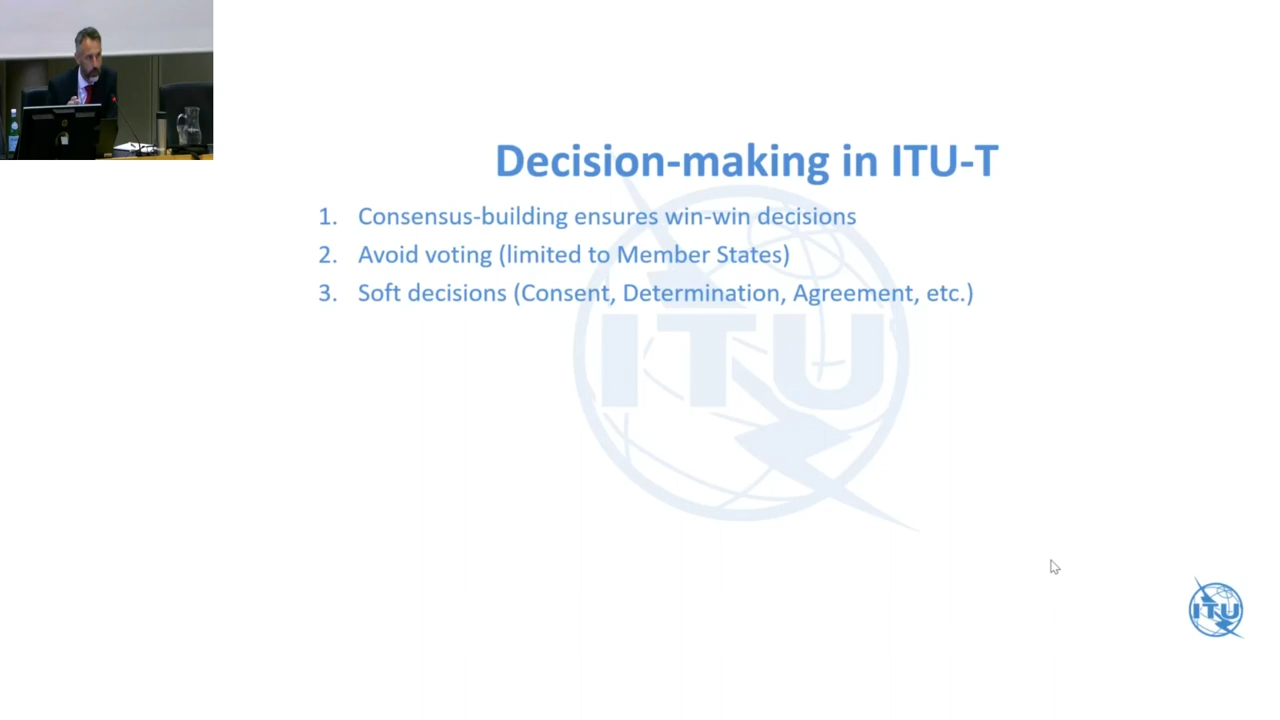 Decision-making in ITU-T
1. Consensus-building ensures win-win decisions
2. Avoid voting (limited to Member States)
3. Soft decisions (Consent, Determination, Agreement, etc.)
ITU
ITU